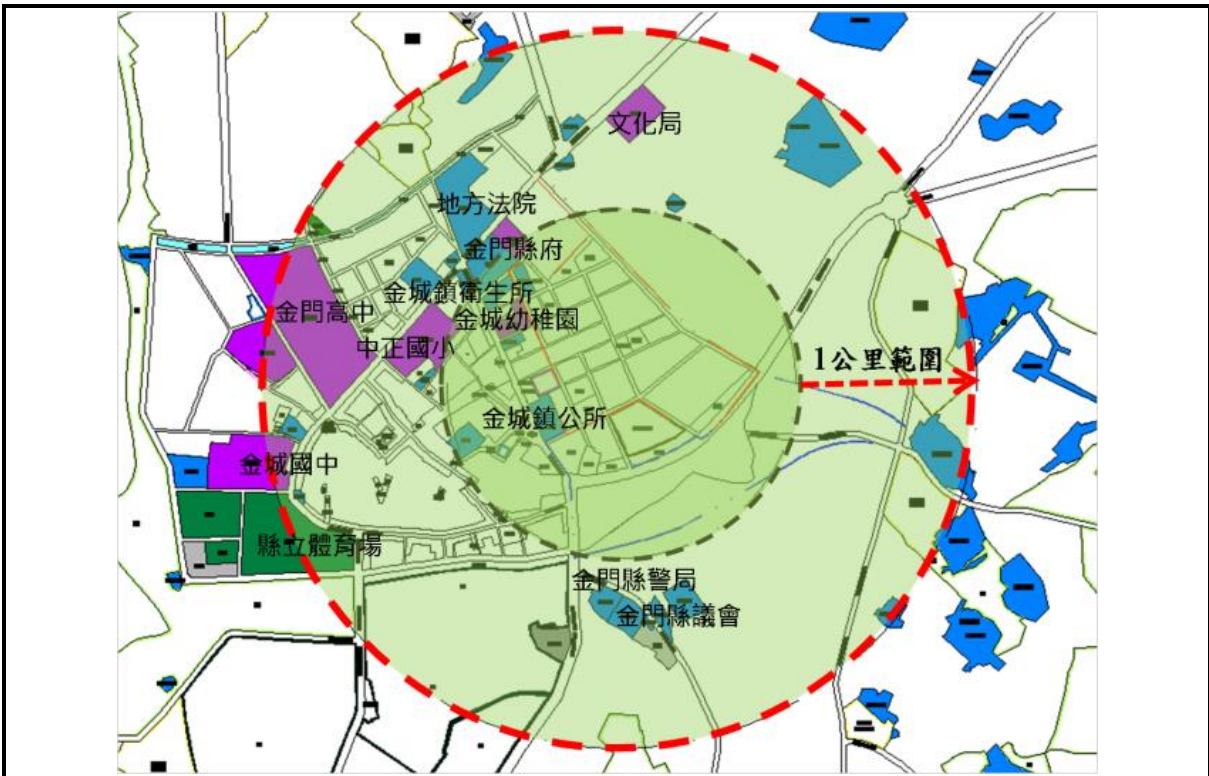 文化局
地方法院
金門縣府
金城鎮衛生所
金門高中
金城幼稚園
中正國小
1公里範圍
金城鎮公所
金城國中
縣立體育場
金門縣警局
金門縣議會